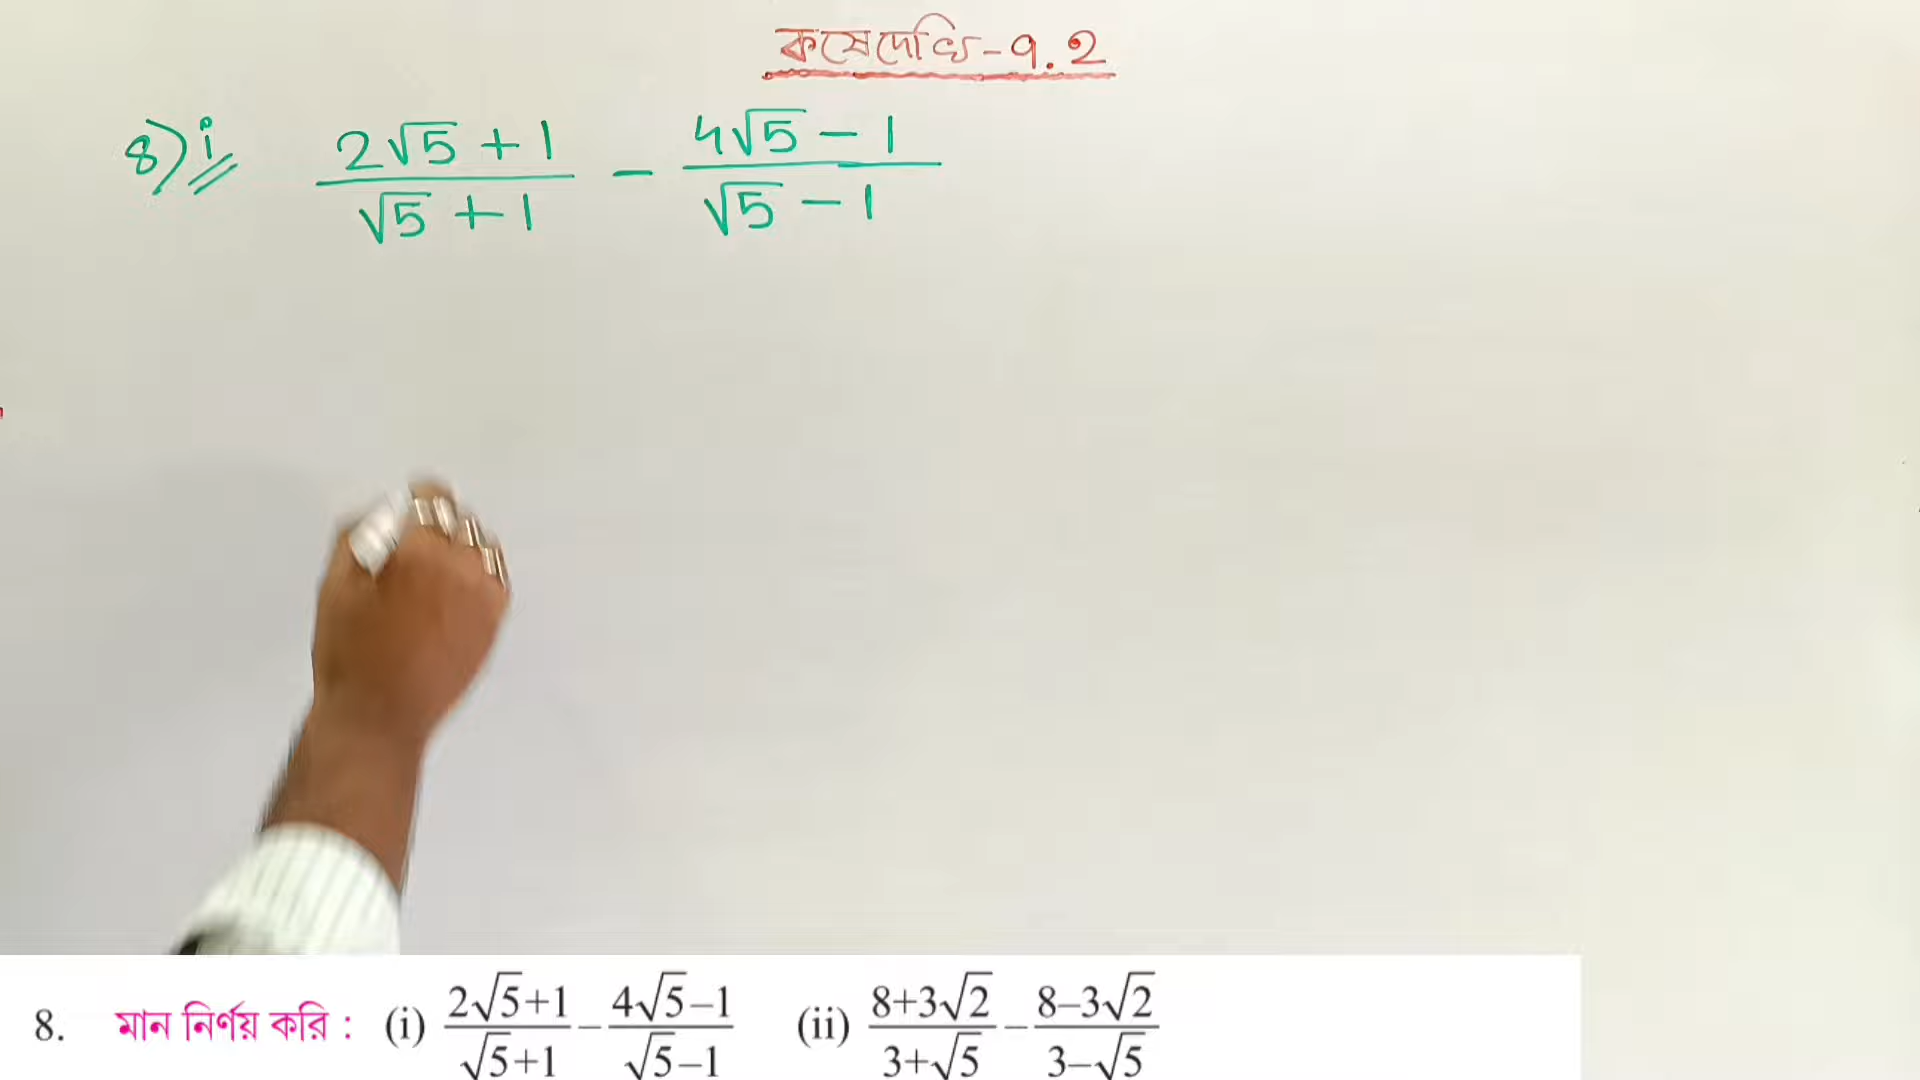 কষে দেখি - ৭.২
8) i (2√5 + 1)/(√5 + 1) - (4√5 - 1)/(√5 - 1)
8. মান নির্ণয় করি : (i) (2√5+1)/(√5+1) – (4√5–1)/(√5–1) (ii) (8+3√2)/(3+√5) – (8–3√2)/(3–√5)